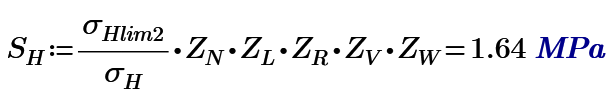 S_H := σ_Hlim2 / σ_H · Z_N · Z_L · Z_R · Z_V · Z_W = 1.64 MPa